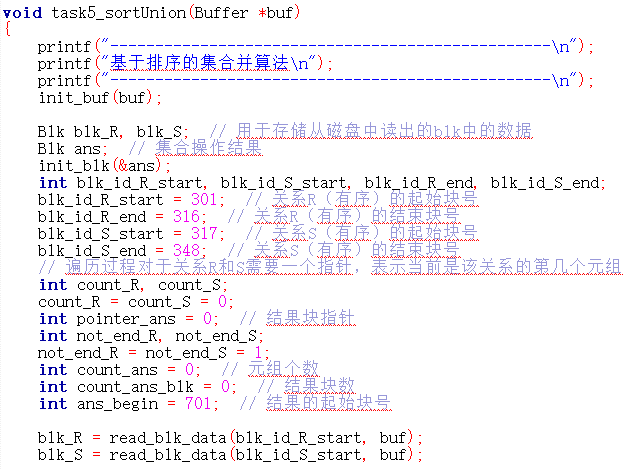 void task5_sortUnion(Buffer *buf)
{
printf("-----------------------------------------------------\n");
printf("基于排序的集合并算法\n");
printf("-----------------------------------------------------\n");
init_buf(buf);
Blk blk_R, blk_S;  // 用于存储从磁盘中读出的blk中的数据
Blk ans;  // 集合操作结果
init_blk(&ans);
int blk_id_R_start, blk_id_S_start, blk_id_R_end, blk_id_S_end;
blk_id_R_start = 301;  // 关系R（有序）的起始块号
blk_id_R_end = 316;  // 关系R（有序）的结束块号
blk_id_S_start = 317;  // 关系S（有序）的起始块号
blk_id_S_end = 348;  // 关系S（有序）的结束块号
// 遍历过程对于关系R和S需要一个指针，表示当前是该关系的第几个元组
int count_R, count_S;
count_R = count_S = 0;
int pointer_ans = 0;  // 结果块指针
int not_end_R, not_end_S;
not_end_R = not_end_S = 1;
int count_ans = 0;  // 元组个数
int count_ans_blk = 0;  // 结果块数
int ans_begin = 701;  // 结果的起始块号
blk_R = read_blk_data(blk_id_R_start, buf);
blk_S = read_blk_data(blk_id_S_start, buf);